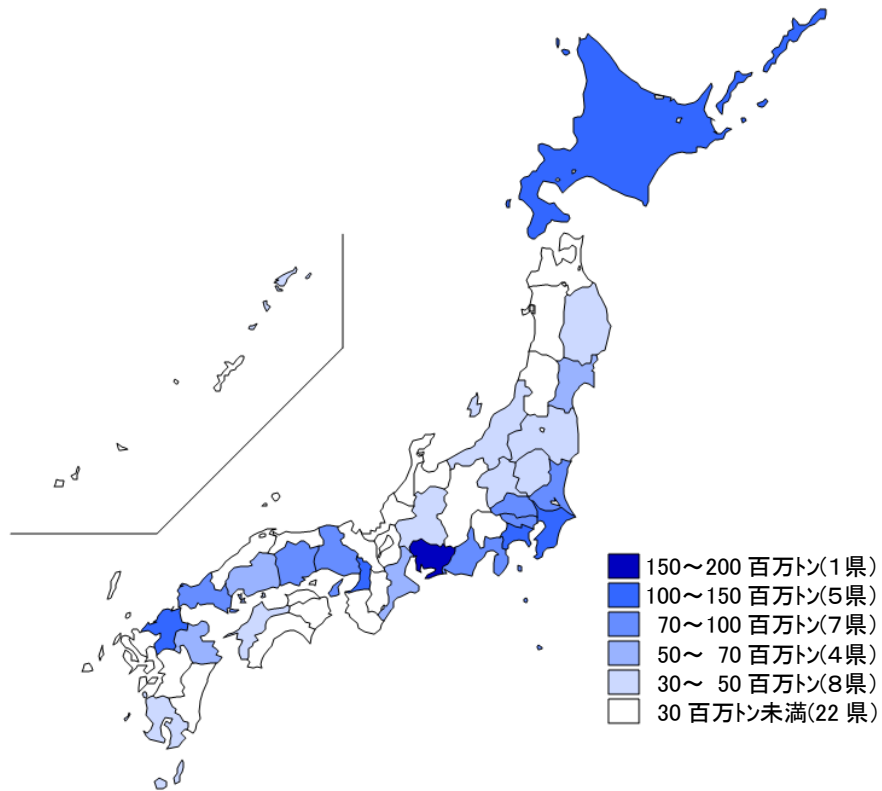 150～200 百万トン(１県)
100～150 百万トン(５県)
70～100 百万トン(７県)
50～ 70 百万トン(４県)
30～ 50 百万トン(８県)
30 百万トン未満(22 県)